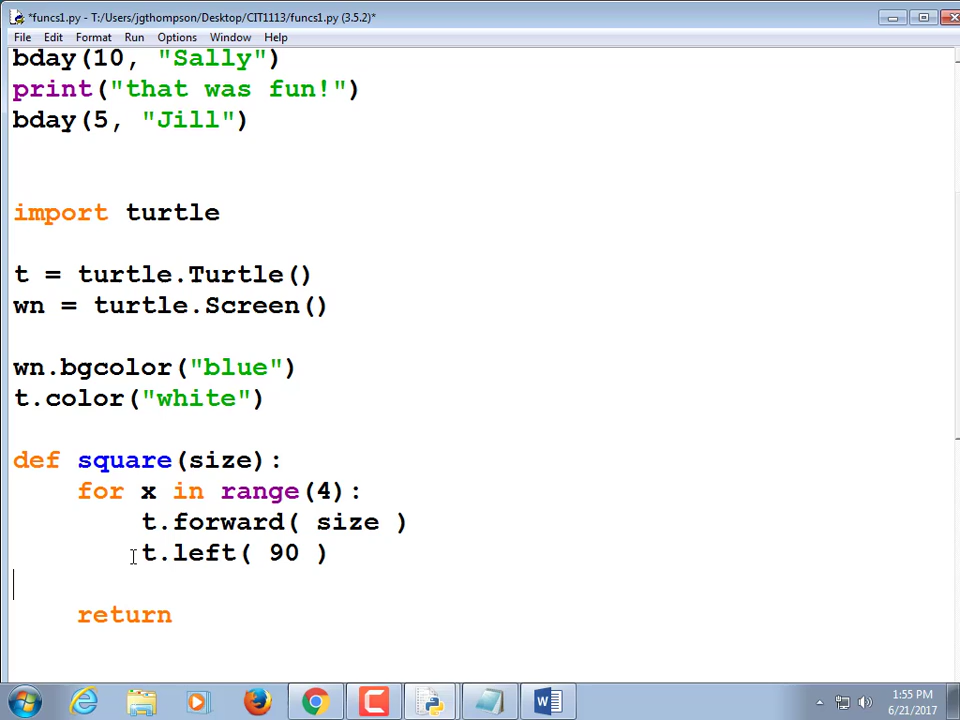 *funcs1.py - T:/Users/jgthompson/Desktop/CIT1113/funcs1.py (3.5.2)*
File Edit Format Run Options Window Help
bday(10, "Sally")
print("that was fun!")
bday(5, "Jill")
import turtle
t = turtle.Turtle()
wn = turtle.Screen()
wn.bgcolor("blue")
t.color("white")
def square(size):
    for x in range(4):
        t.forward( size )
        t.left( 90 )
    return
1:55 PM
6/21/2017